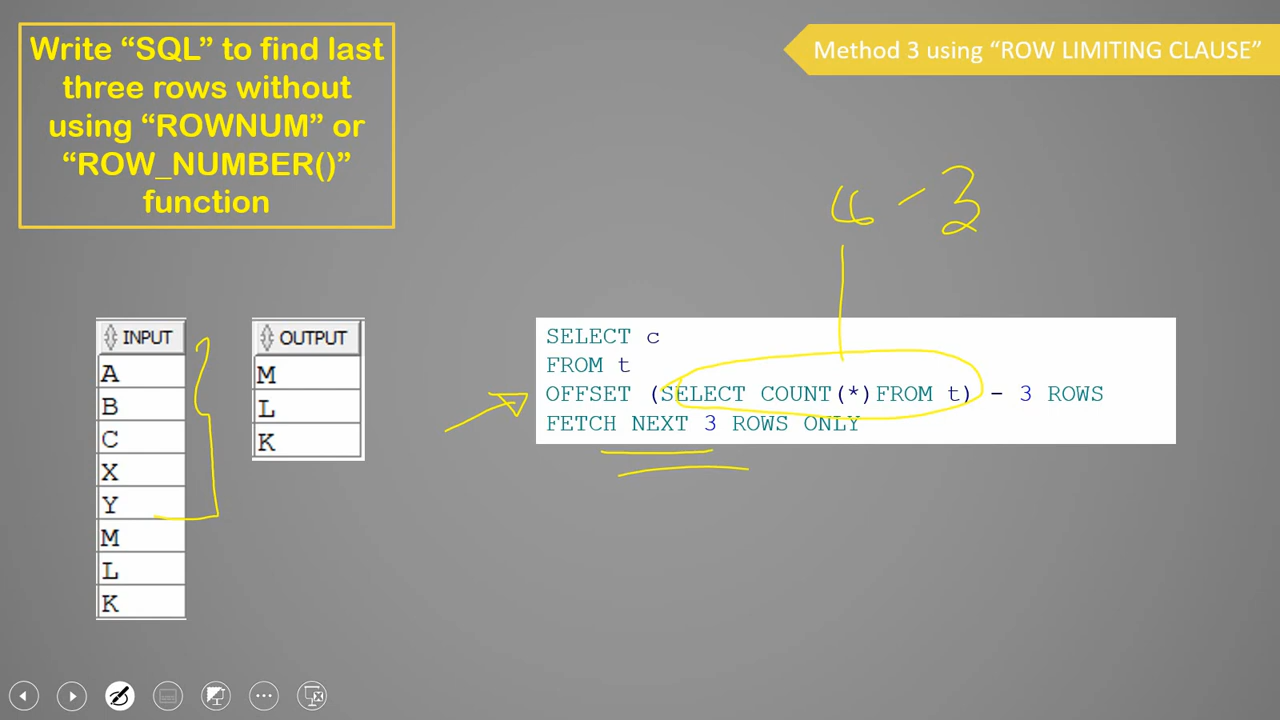 Write “SQL” to find last
three rows without
using “ROWNUM” or
“ROW_NUMBER()”
function
Method 3 using “ROW LIMITING CLAUSE”
INPUT
A
B
C
X
Y
M
L
K
OUTPUT
M
L
K
- 3
SELECT c
FROM t
OFFSET (SELECT COUNT(*)FROM t) - 3 ROWS
FETCH NEXT 3 ROWS ONLY